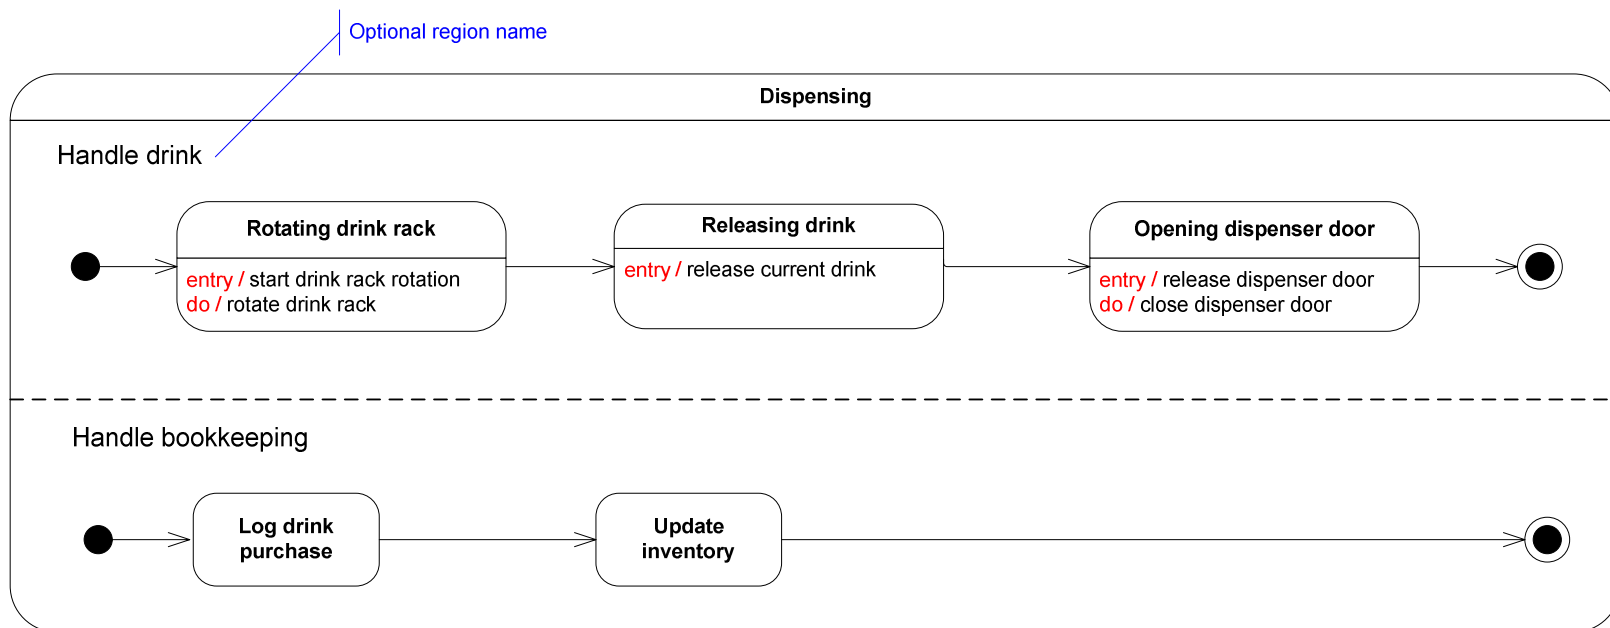 Optional region name
Dispensing
Handle drink
Rotating drink rack
entry / start drink rack rotation
do / rotate drink rack
Releasing drink
entry / release current drink
Opening dispenser door
entry / release dispenser door
do / close dispenser door
Handle bookkeeping
Log drink
purchase
Update
inventory